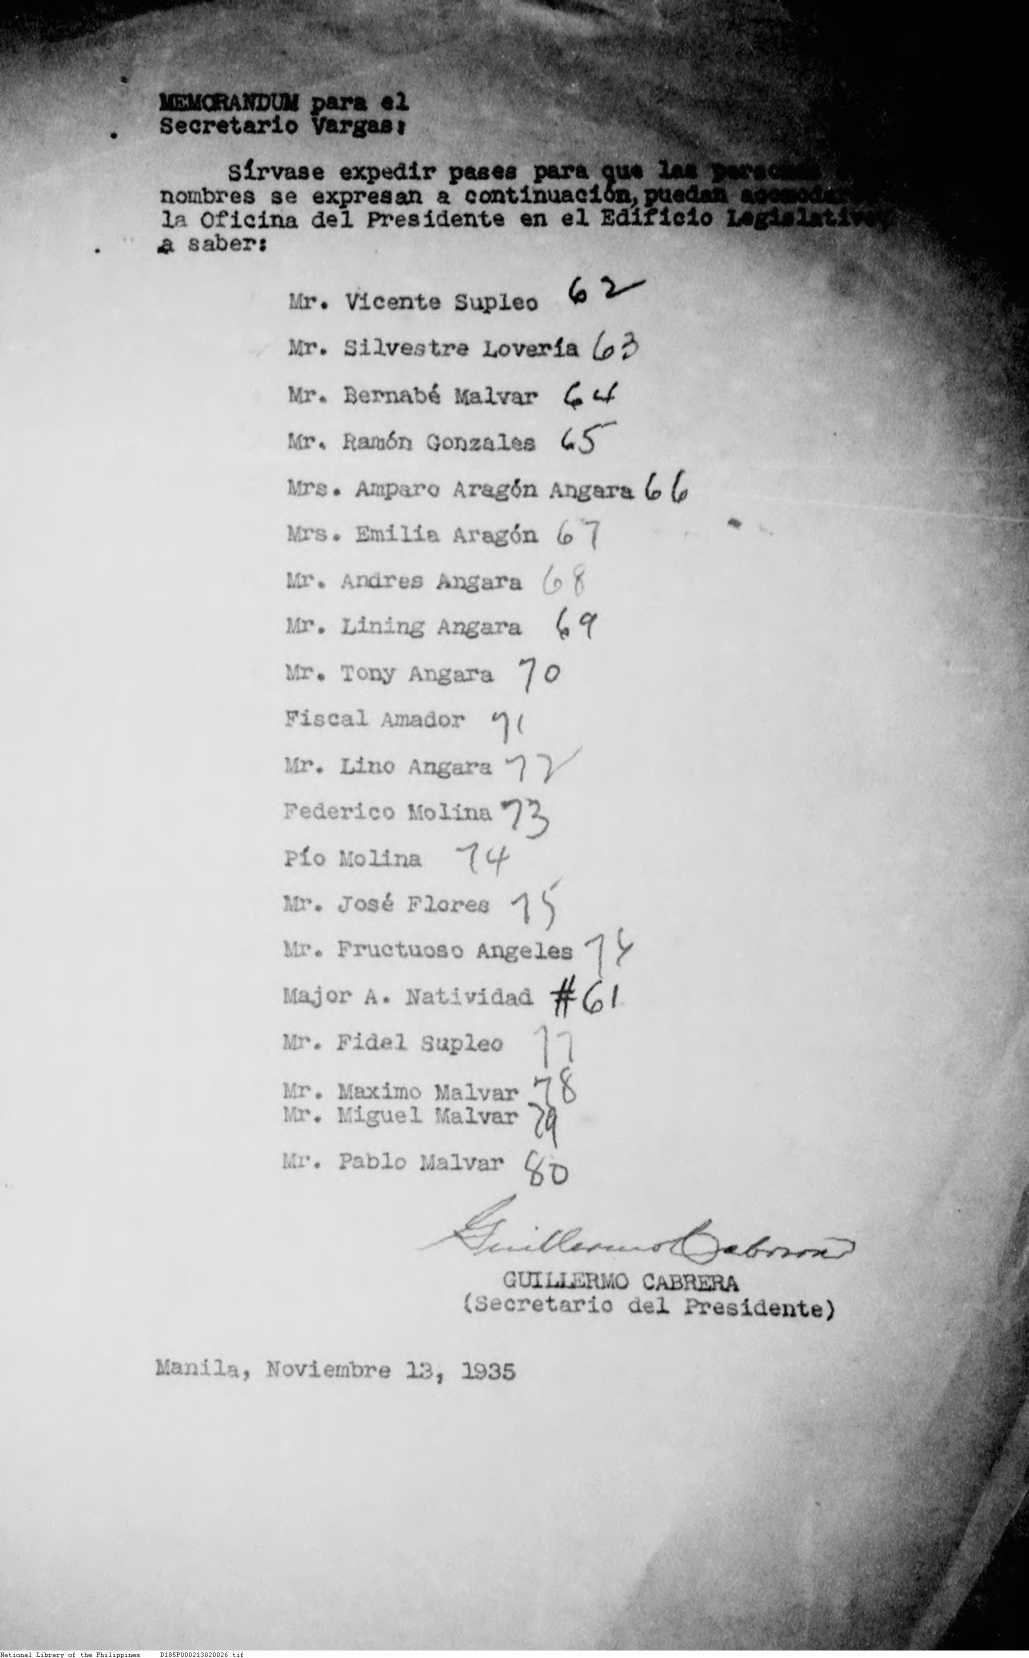 MEMORANDUM para el
Secretario Vargas:
Sírvase expedir pases para que las personas
nombres se expresan a continuación, puedan
la Oficina del Presidente en el Edificio Legislativo,
a saber:
Mr. Vicente Supleo 62
Mr. Silvestre Lovería 63
Mr. Bernabé Malvar 64
Mr. Ramón Gonzales 65
Mrs. Amparo Aragón Angara 66
Mrs. Emilia Aragón 67
Mr. Andres Angara 68
Mr. Lining Angara 69
Mr. Tony Angara 70
Fiscal Amador 71
Mr. Lino Angara 72
Federico Molina 73
Pío Molina 74
Mr. José Flores 75
Mr. Fructuoso Angeles
Major A. Natividad #61
Mr. Fidel Supleo 77
Mr. Maximo Malvar 78
Mr. Miguel Malvar 79
Mr. Pablo Malvar 80
Guillermo Cabrera
GUILLERMO CABRERA
(Secretario del Presidente)
Manila, Noviembre 13, 1935
National Library of the Philippines D185P000213020026.tif